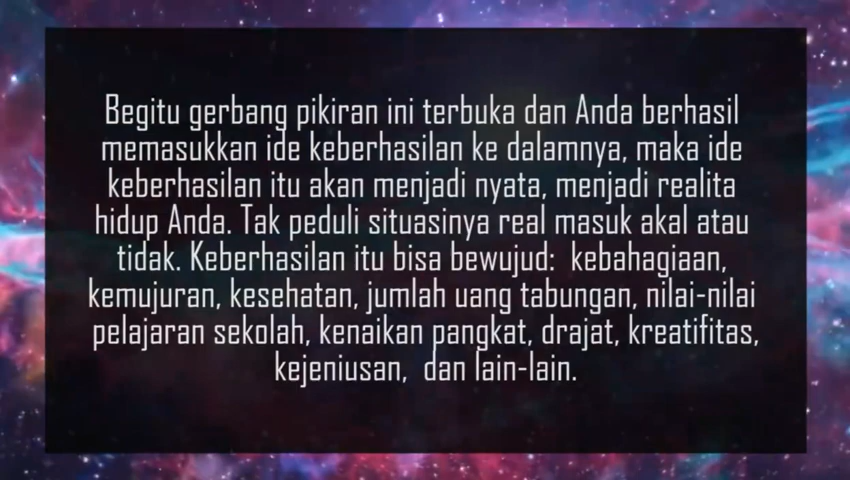 Begitu gerbang pikiran ini terbuka dan Anda berhasil
memasukkan ide keberhasilan ke dalamnya, maka ide
keberhasilan itu akan menjadi nyata, menjadi realita
hidup Anda. Tak peduli situasinya real masuk akal atau
tidak. Keberhasilan itu bisa bewujud: kebahagiaan,
kemujuran, kesehatan, jumlah uang tabungan, nilai-nilai
pelajaran sekolah, kenaikan pangkat, drajat, kreatifitas,
kejeniusan, dan lain-lain.